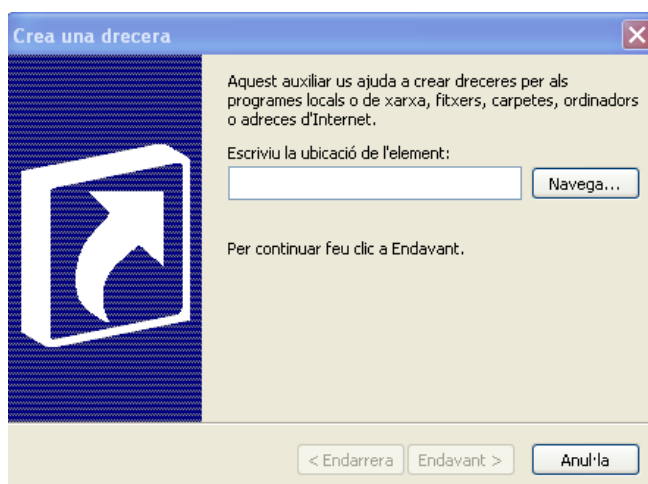 Crea una drecera
Aquest auxiliar us ajuda a crear dreceres per als
programes locals o de xarxa, fitxers, carpetes, ordinadors
o adreces d'Internet.
Escriviu la ubicació de l'element:
Navega...
Per continuar feu clic a Endavant.
< Endarrera Endavant > Anul·la